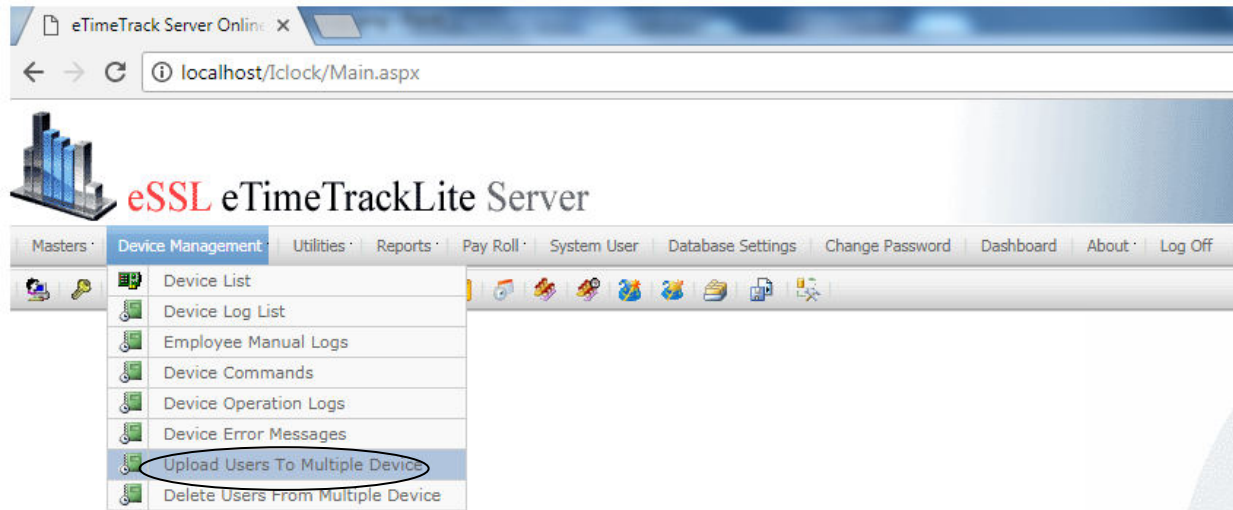 eTimeTrack Server Online
localhost/Iclock/Main.aspx
eSSL eTimeTrackLite Server
Masters Device Management Utilities Reports Pay Roll System User Database Settings Change Password Dashboard About Log Off
Device List
Device Log List
Employee Manual Logs
Device Commands
Device Operation Logs
Device Error Messages
Upload Users To Multiple Device
Delete Users From Multiple Device